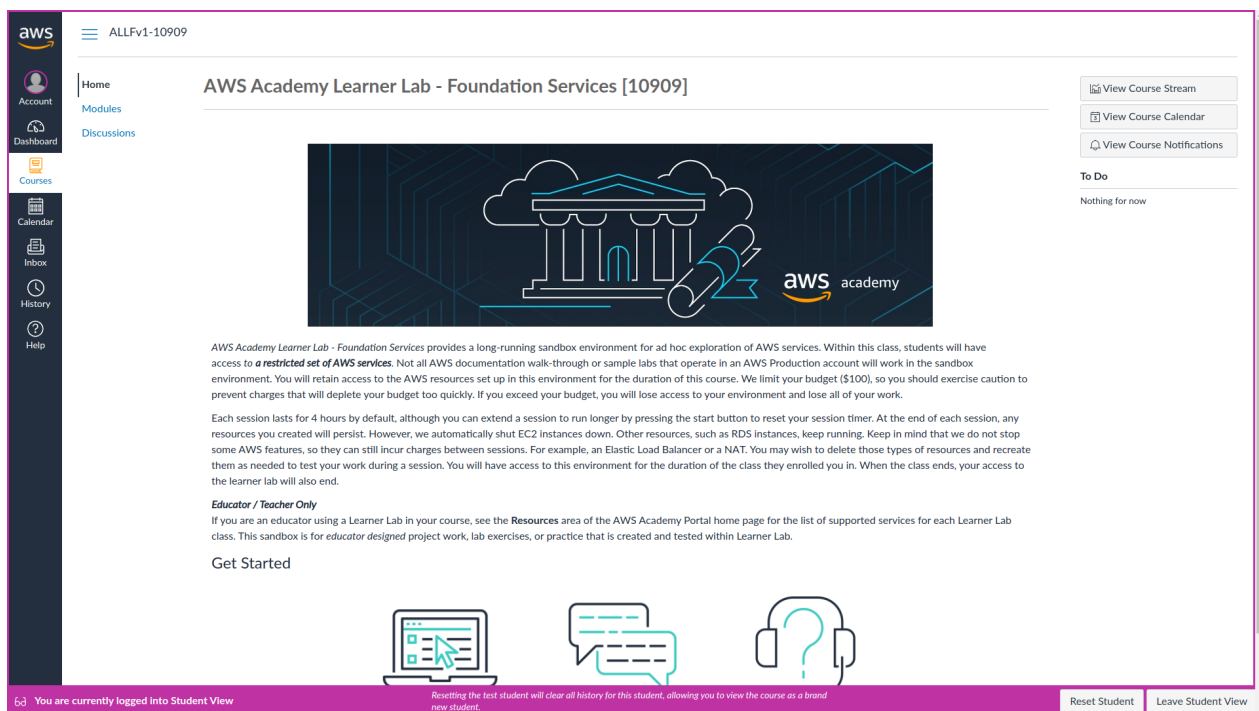 aws
ALLFv1-10909
Account
Dashboard
Courses
Calendar
Inbox
History
Help
Home
Modules
Discussions
AWS Academy Learner Lab - Foundation Services [10909]
aws academy
AWS Academy Learner Lab - Foundation Services provides a long-running sandbox environment for ad hoc exploration of AWS services. Within this class, students will have
access to a restricted set of AWS services. Not all AWS documentation walk-through or sample labs that operate in an AWS Production account will work in the sandbox
environment. You will retain access to the AWS resources set up in this environment for the duration of this course. We limit your budget ($100), so you should exercise caution to
prevent charges that will deplete your budget too quickly. If you exceed your budget, you will lose access to your environment and lose all of your work.
Each session lasts for 4 hours by default, although you can extend a session to run longer by pressing the start button to reset your session timer. At the end of each session, any
resources you created will persist. However, we automatically shut EC2 instances down. Other resources, such as RDS instances, keep running. Keep in mind that we do not stop
some AWS features, so they can still incur charges between sessions. For example, an Elastic Load Balancer or a NAT. You may wish to delete those types of resources and recreate
them as needed to test your work during a session. You will have access to this environment for the duration of the class they enrolled you in. When the class ends, your access to
the learner lab will also end.
Educator / Teacher Only
If you are an educator using a Learner Lab in your course, see the Resources area of the AWS Academy Portal home page for the list of supported services for each Learner Lab
class. This sandbox is for educator designed project work, lab exercises, or practice that is created and tested within Learner Lab.
Get Started
View Course Stream
View Course Calendar
View Course Notifications
To Do
Nothing for now
You are currently logged into Student View
Resetting the test student will clear all history for this student, allowing you to view the course as a brand
new student.
Reset Student
Leave Student View